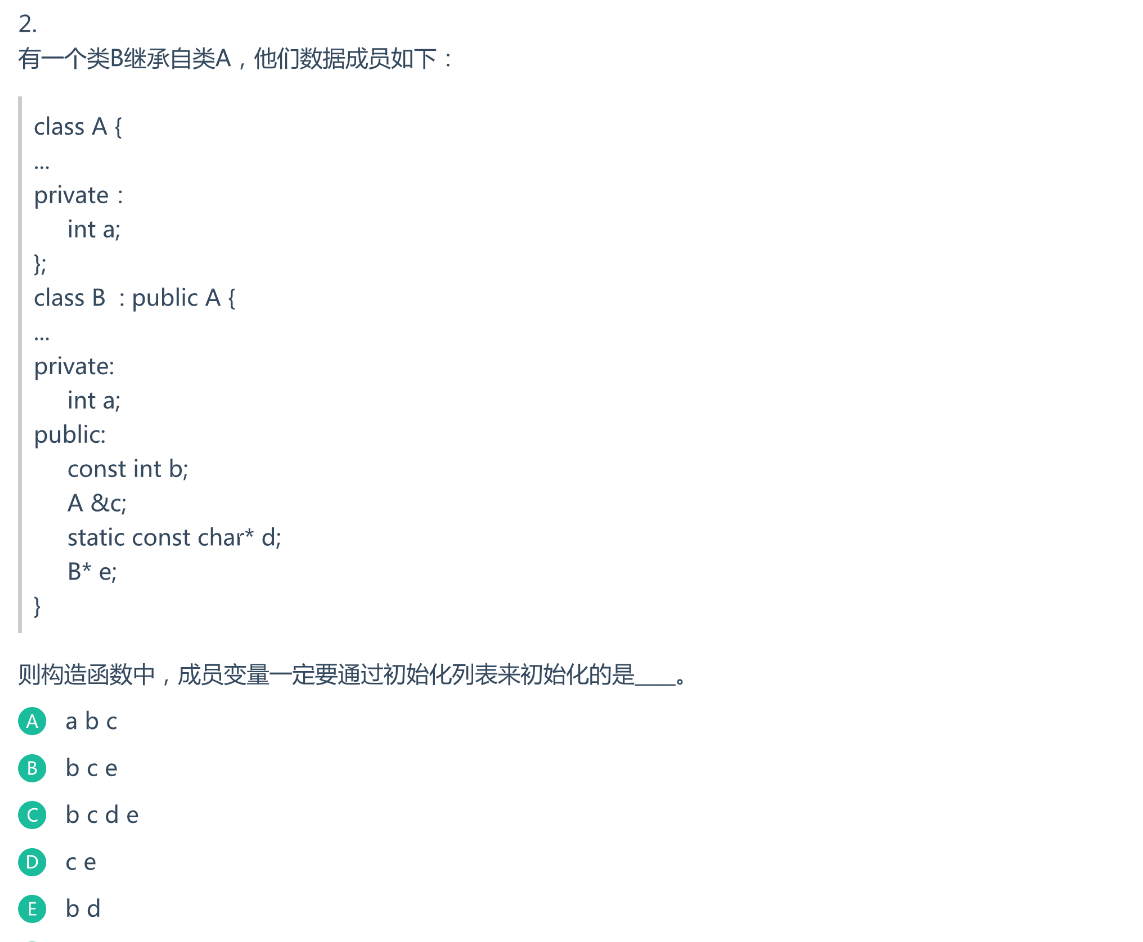 2.
有一个类B继承自类A，他们数据成员如下：
class A {
...
private：
int a;
};
class B ：public A {
...
private:
int a;
public:
const int b;
A &c;
static const char* d;
B* e;
}
则构造函数中，成员变量一定要通过初始化列表来初始化的是____。
A a b c
B b c e
C b c d e
D c e
E b d